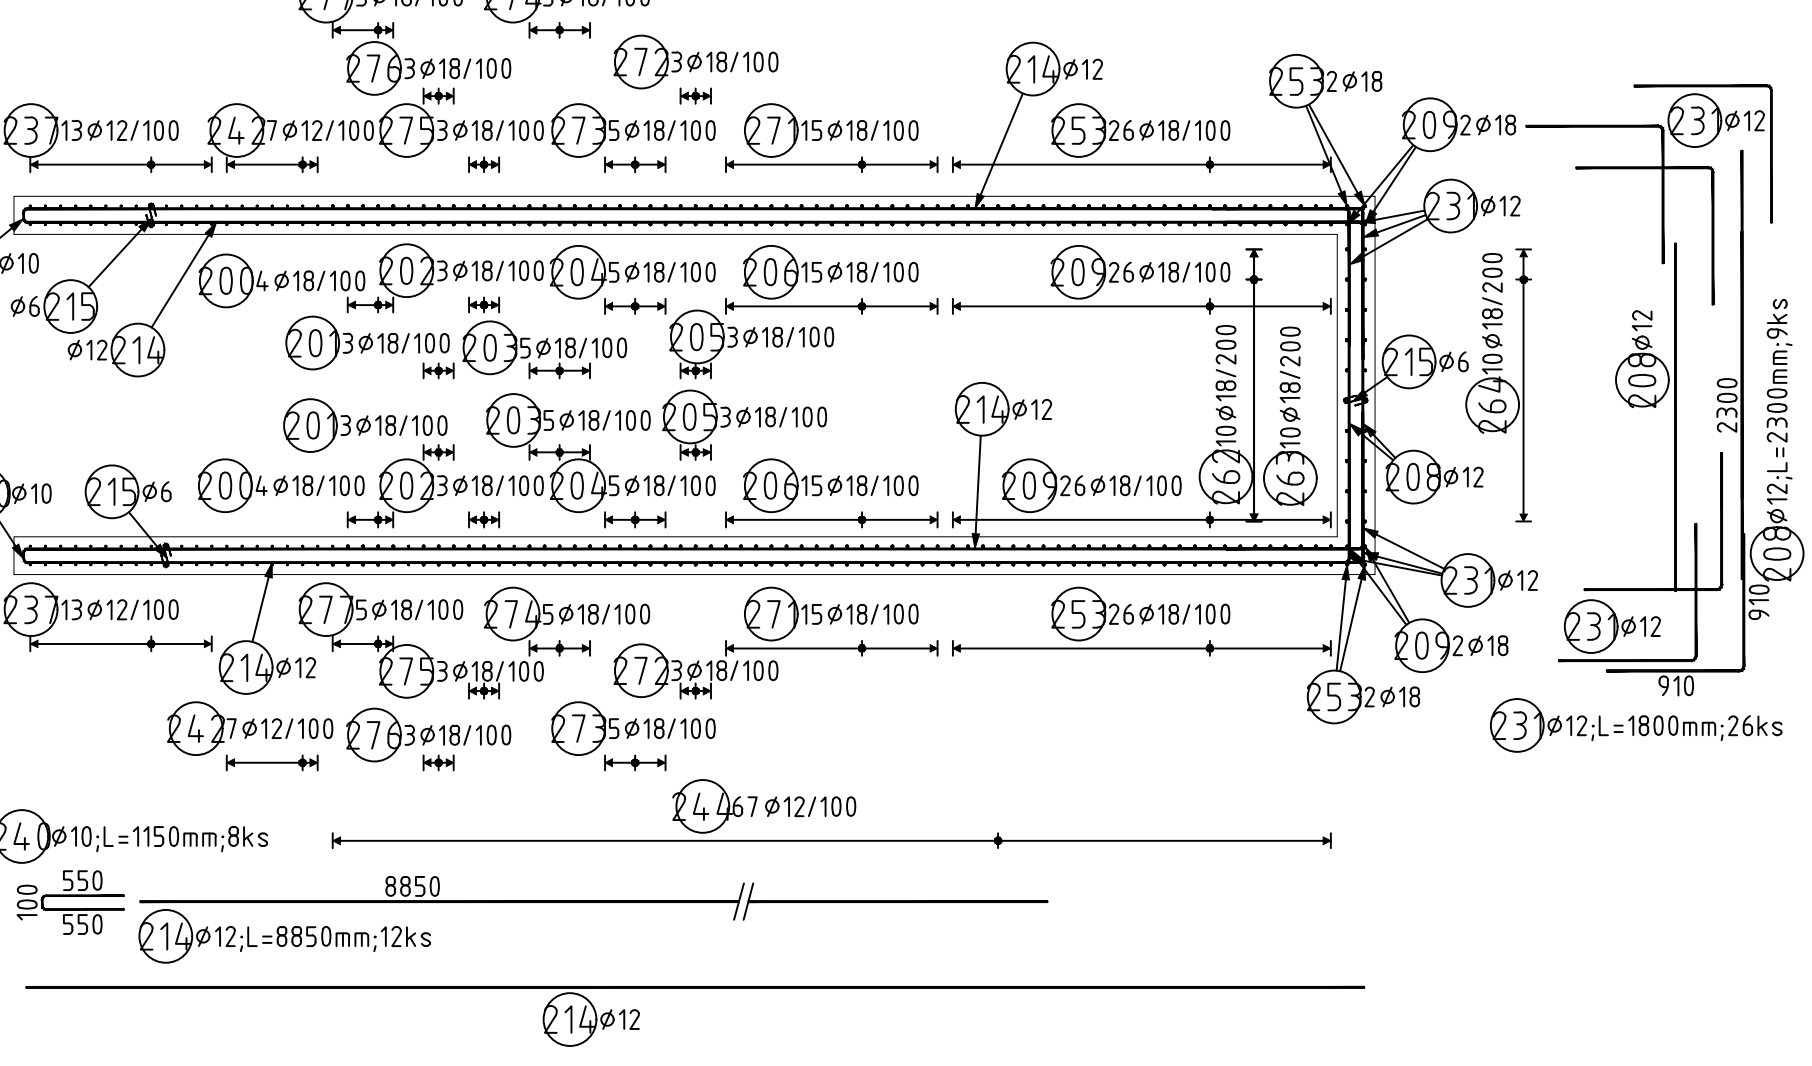 277 5ø18/100
274 5ø18/100
276 3ø18/100
272 3ø18/100
214 ø12
253 2ø18
237 13ø12/100
242 7ø12/100
275 3ø18/100
273 5ø18/100
271 15ø18/100
253 26ø18/100
209 2ø18
231 ø12
231 ø12
ø10
200 4ø18/100
202 3ø18/100
204 5ø18/100
206 15ø18/100
209 26ø18/100
ø6 215
ø12 214
201 3ø18/100
203 5ø18/100
205 3ø18/100
262 10ø18/200
263 10ø18/200
215 ø6
264 10ø18/200
208 ø12
2300
208 ø12;L=2300mm;9ks
201 3ø18/100
203 5ø18/100
205 3ø18/100
214 ø12
0 ø10
215 ø6
200 4ø18/100
202 3ø18/100
204 5ø18/100
206 15ø18/100
209 26ø18/100
208 ø12
231 ø12
237 13ø12/100
277 5ø18/100
274 5ø18/100
271 15ø18/100
253 26ø18/100
209 2ø18
231 ø12
910
214 ø12
275 3ø18/100
272 3ø18/100
253 2ø18
910
242 7ø12/100
276 3ø18/100
273 5ø18/100
231 ø12;L=1800mm;26ks
244 67ø12/100
240 ø10;L=1150mm;8ks
550
100
550
8850
214 ø12;L=8850mm;12ks
214 ø12